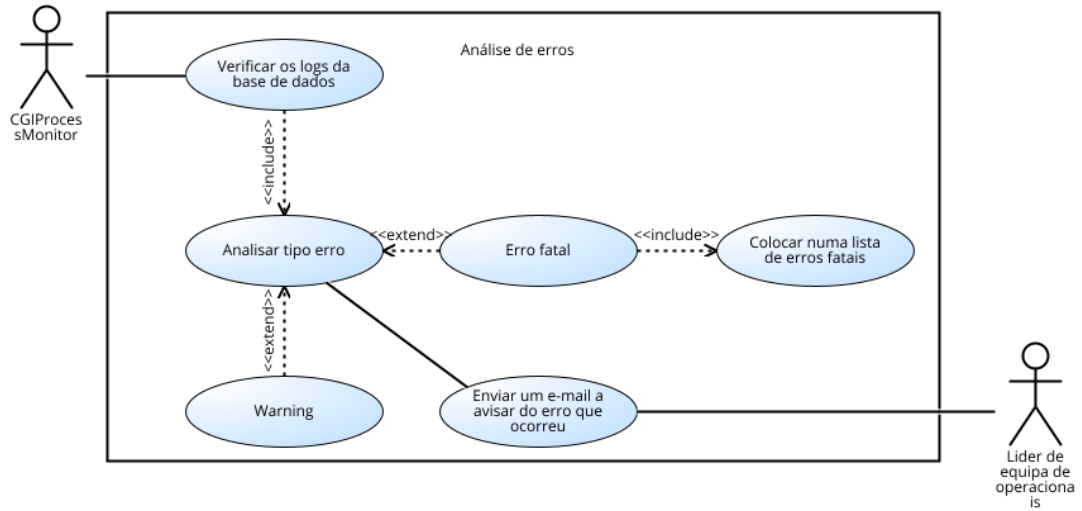 Análise de erros
Verificar os logs da
base de dados
CGIProces
sMonitor
<<include>>
Analisar tipo erro
<<extend>>
Erro fatal
<<include>>
Colocar numa lista
de erros fatais
<<extend>>
Warning
Enviar um e-mail a
avisar do erro que
ocorreu
Lider de
equipa de
operaciona
is